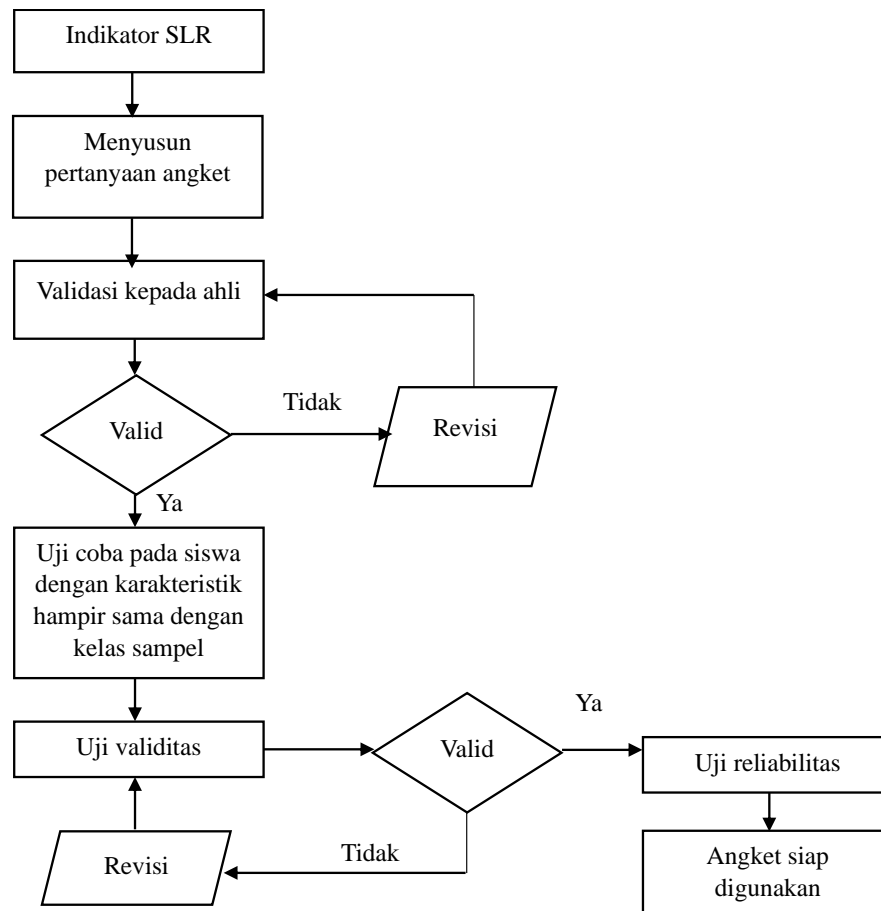 Indikator SLR
Menyusun
pertanyaan angket
Validasi kepada ahli
Valid
Tidak
Revisi
Ya
Uji coba pada siswa
dengan karakteristik
hampir sama dengan
kelas sampel
Uji validitas
Valid
Ya
Uji reliabilitas
Revisi
Tidak
Angket siap
digunakan